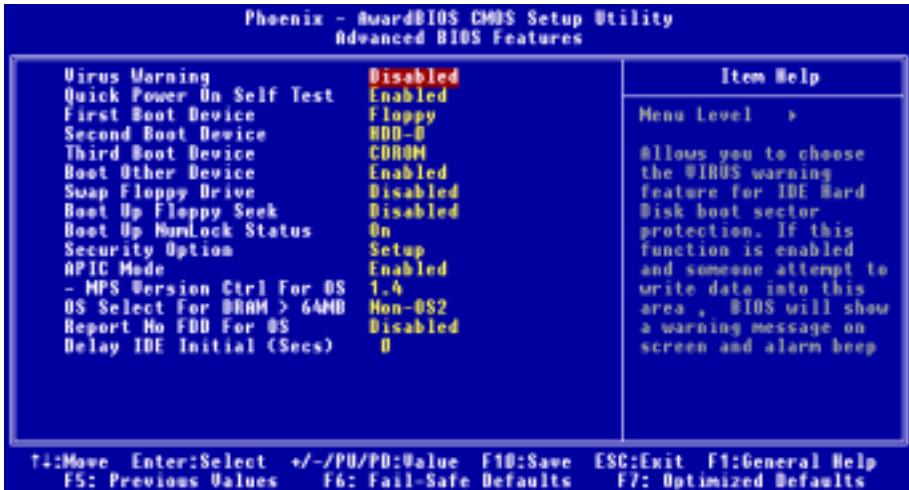 Phoenix - AwardBIOS CMOS Setup Utility
Advanced BIOS Features
Virus Warning Disabled
Quick Power On Self Test Enabled
First Boot Device Floppy
Second Boot Device HDD-0
Third Boot Device CDROM
Boot Other Device Enabled
Swap Floppy Drive Disabled
Boot Up Floppy Seek Disabled
Boot Up NumLock Status On
Security Option Setup
APIC Mode Enabled
- MPS Version Ctrl For OS 1.4
OS Select For DRAM > 64MB Non-OS2
Report No FDD For OS Disabled
Delay IDE Initial (Secs) 0
Item Help
Menu Level ▸
Allows you to choose
the VIRUS warning
feature for IDE Hard
Disk boot sector
protection. If this
function is enabled
and someone attempt to
write data into this
area , BIOS will show
a warning message on
screen and alarm beep
↑↓:Move Enter:Select +/-/PU/PD:Value F10:Save ESC:Exit F1:General Help
F5: Previous Values F6: Fail-Safe Defaults F7: Optimized Defaults